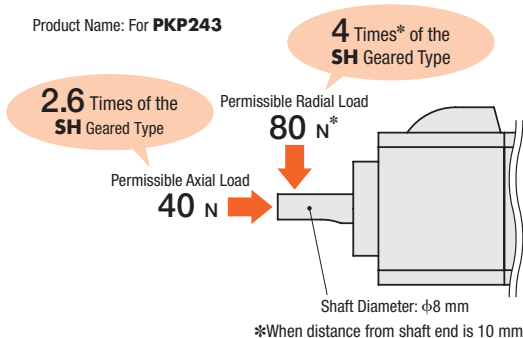 Product Name: For PKP243
4 Times* of the
SH Geared Type
2.6 Times of the
SH Geared Type
Permissible Radial Load
80 N*
Permissible Axial Load
40 N
Shaft Diameter: ϕ8 mm
✽When distance from shaft end is 10 mm